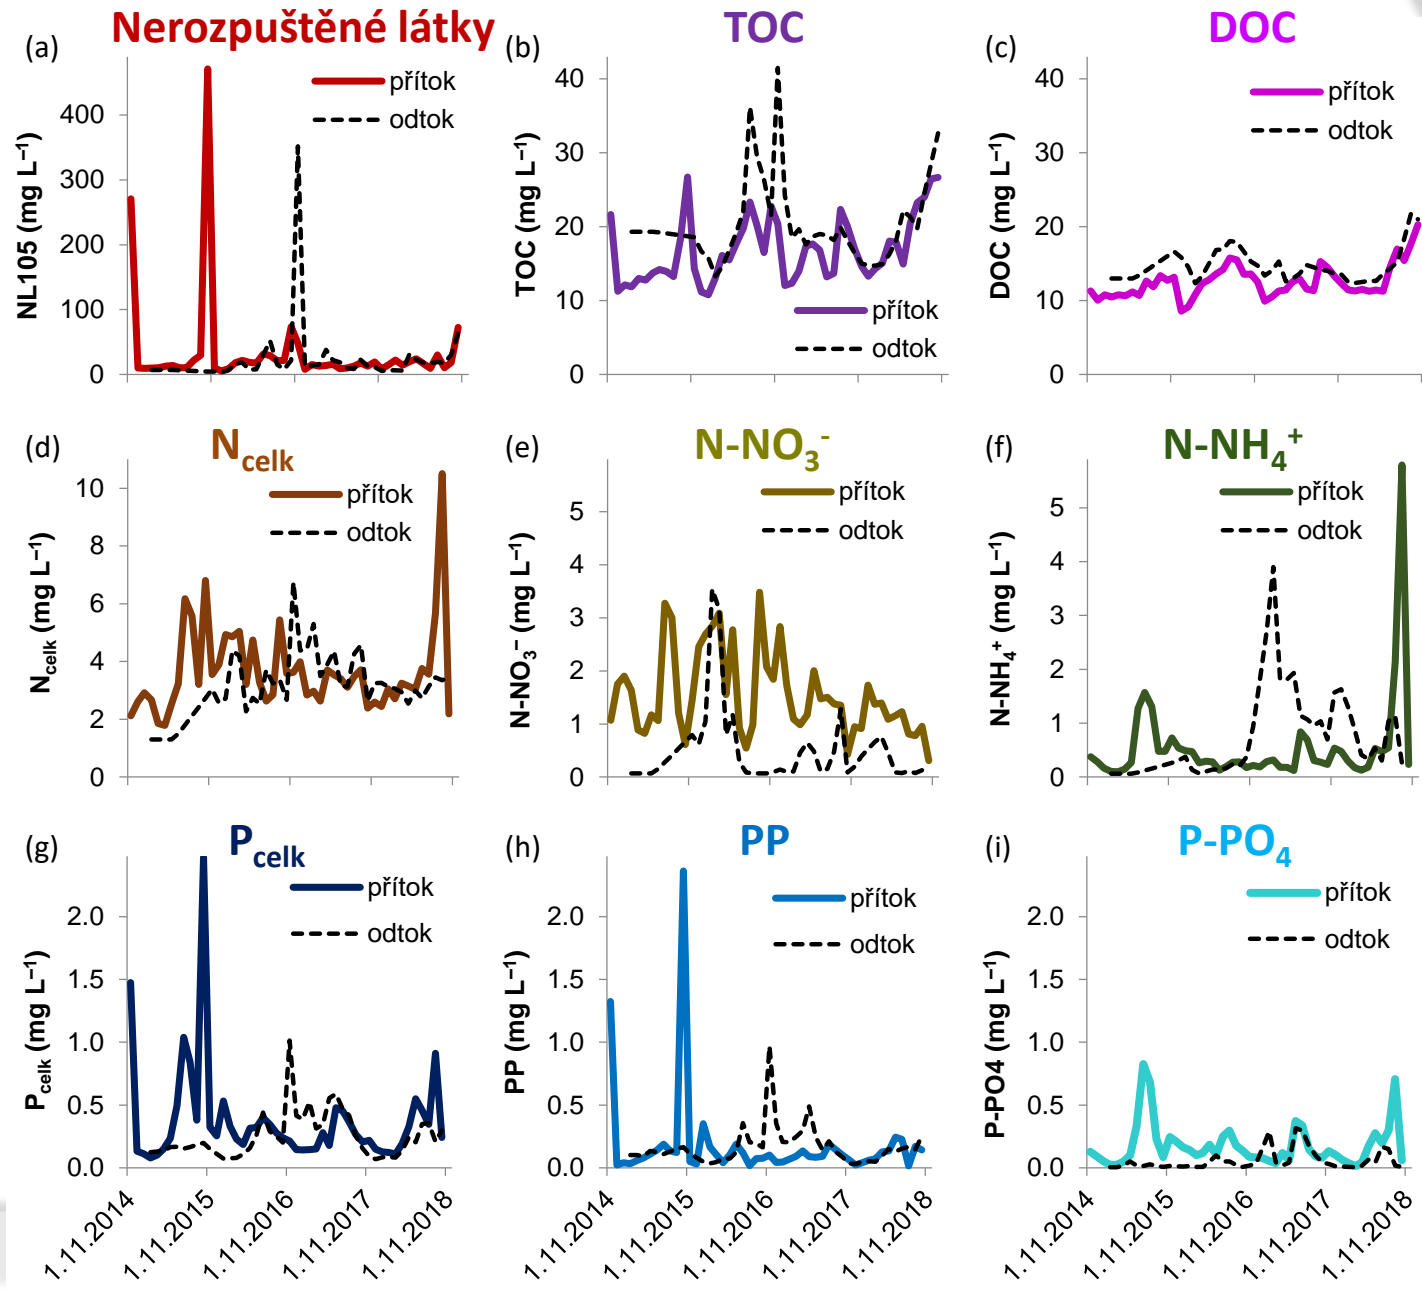 (a) Nerozpuštěné látky
přítok
odtok
NL105 (mg L⁻¹)
400
300
200
100
0
(b) TOC
TOC (mg L⁻¹)
40
30
20
10
0
přítok
odtok
(c) DOC
přítok
odtok
DOC (mg L⁻¹)
40
30
20
10
0
(d) Ncelk
přítok
odtok
Ncelk (mg L⁻¹)
10
8
6
4
2
0
(e) N-NO₃⁻
přítok
odtok
N-NO₃⁻ (mg L⁻¹)
5
4
3
2
1
0
(f) N-NH₄⁺
přítok
odtok
N-NH₄⁺ (mg L⁻¹)
5
4
3
2
1
0
(g) Pcelk
přítok
odtok
Pcelk (mg L⁻¹)
2.0
1.5
1.0
0.5
0.0
1.11.2014
1.11.2015
1.11.2016
1.11.2017
1.11.2018
(h) PP
přítok
odtok
PP (mg L⁻¹)
2.0
1.5
1.0
0.5
0.0
1.11.2014
1.11.2015
1.11.2016
1.11.2017
1.11.2018
(i) P-PO₄
přítok
odtok
P-PO4 (mg L⁻¹)
2.0
1.5
1.0
0.5
0.0
1.11.2014
1.11.2015
1.11.2016
1.11.2017
1.11.2018